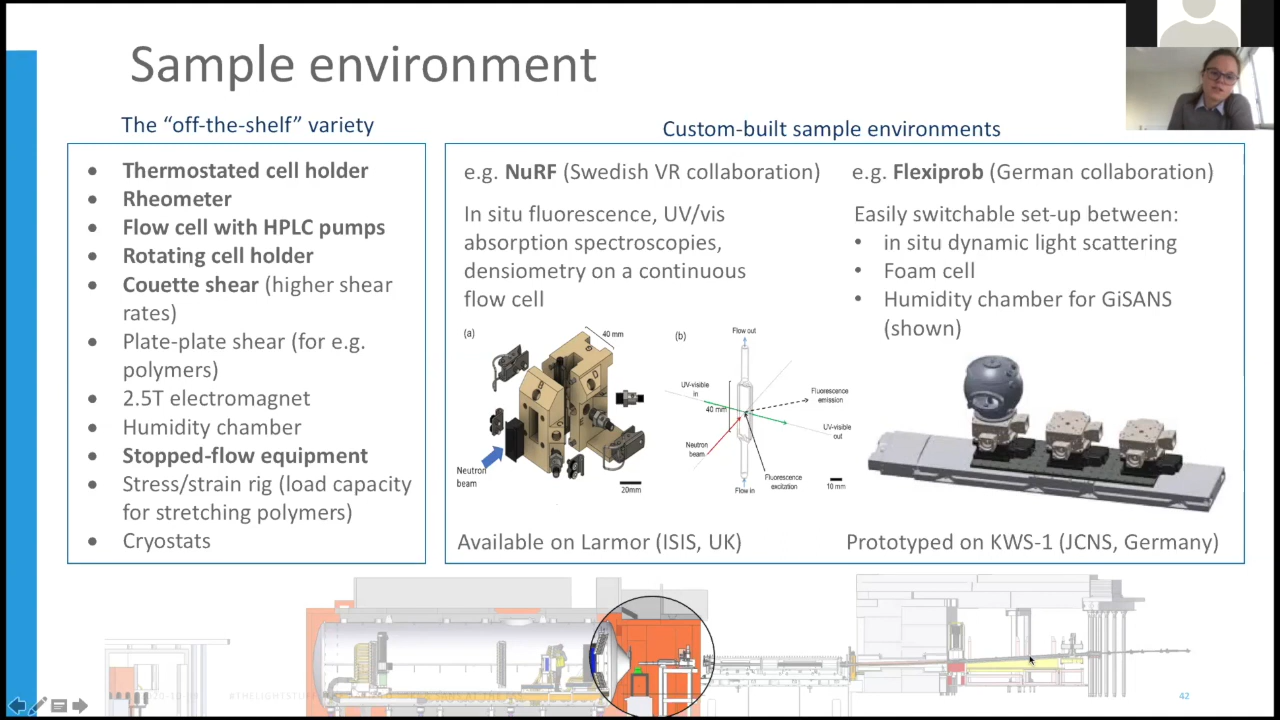 Sample environment
The “off-the-shelf” variety
• Thermostated cell holder
• Rheometer
• Flow cell with HPLC pumps
• Rotating cell holder
• Couette shear (higher shear
rates)
• Plate-plate shear (for e.g.
polymers)
• 2.5T electromagnet
• Humidity chamber
• Stopped-flow equipment
• Stress/strain rig (load capacity
for stretching polymers)
• Cryostats
Custom-built sample environments
e.g. NuRF (Swedish VR collaboration)
In situ fluorescence, UV/vis
absorption spectroscopies,
densiometry on a continuous
flow cell
(a)
40 mm
Neutron
beam
20mm
(b)
Flow out
UV-visible
in
40 mm
Fluorescence
emission
UV-visible
out
Neutron
beam
Fluorescence
excitation
Flow in
10 mm
Available on Larmor (ISIS, UK)
e.g. Flexiprob (German collaboration)
Easily switchable set-up between:
• in situ dynamic light scattering
• Foam cell
• Humidity chamber for GiSANS
(shown)
Prototyped on KWS-1 (JCNS, Germany)
42